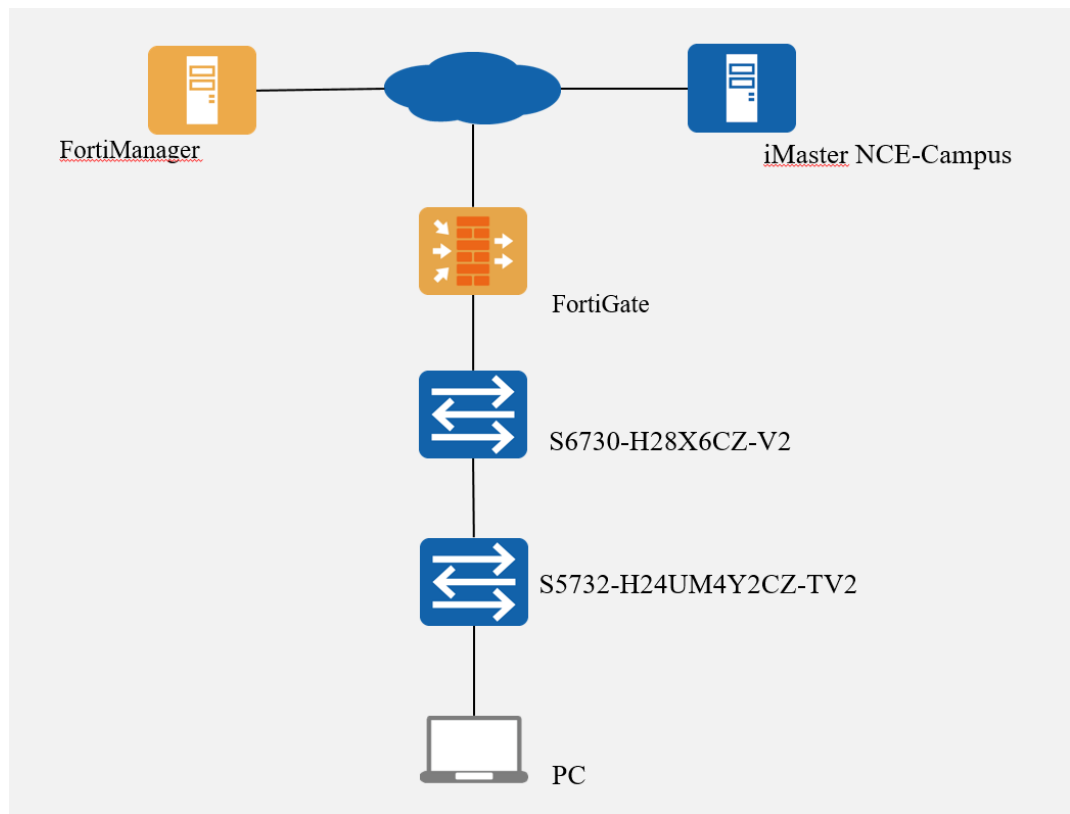 FortiManager
iMaster NCE-Campus
FortiGate
S6730-H28X6CZ-V2
S5732-H24UM4Y2CZ-TV2
PC